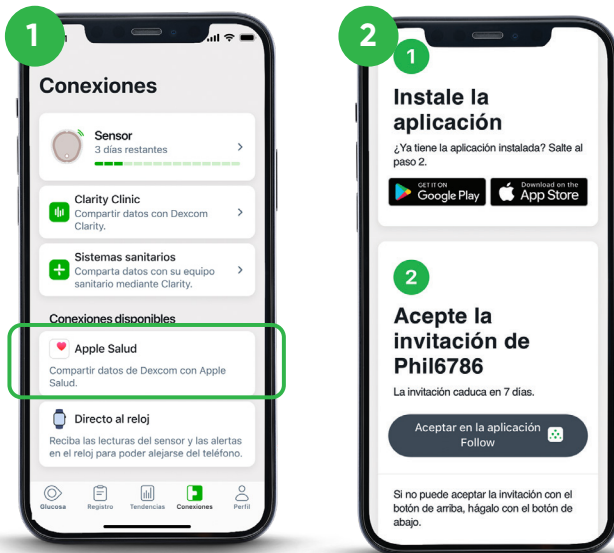 1
Conexiones
Sensor
3 días restantes
Clarity Clinic
Compartir datos con Dexcom
Clarity.
Sistemas sanitarios
Comparta datos con su equipo
sanitario mediante Clarity.
Conexiones disponibles
Apple Salud
Compartir datos de Dexcom con Apple
Salud.
Directo al reloj
Reciba las lecturas del sensor y las alertas
en el reloj para poder alejarse del teléfono.
Glucosa Registro Tendencias Conexiones Perfil
2
1
Instale la
aplicación
¿Ya tiene la aplicación instalada? Salte al
paso 2.
GET IT ON
Google Play
Download on the
App Store
2
Acepte la
invitación de
Phil6786
La invitación caduca en 7 días.
Aceptar en la aplicación
Follow
Si no puede aceptar la invitación con el
botón de arriba, hágalo con el botón de
abajo.